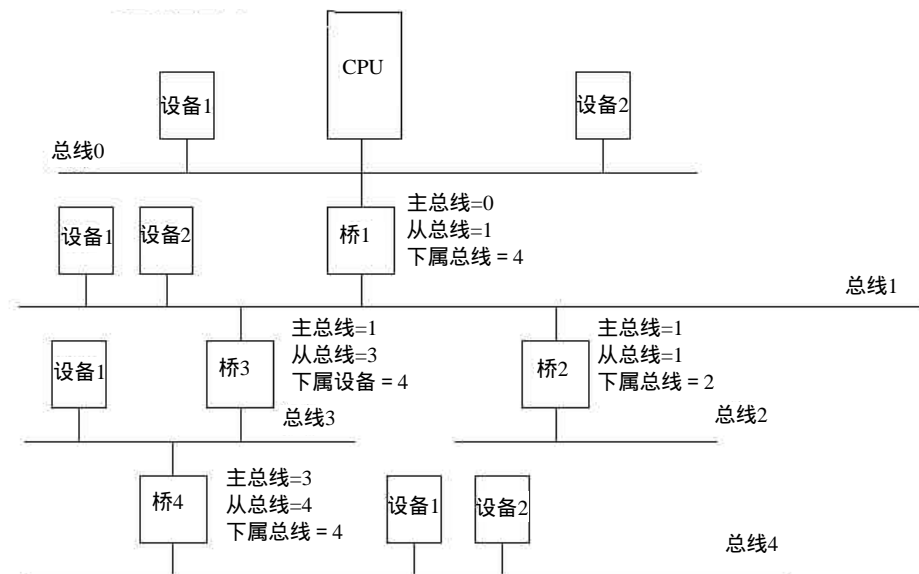 CPU
设备1
设备2
总线0
主总线=0
从总线=1
下属总线 = 4
设备1
设备2
桥1
总线1
主总线=1
从总线=3
下属设备 = 4
主总线=1
从总线=1
下属总线 = 2
设备1
桥3
桥2
总线3
总线2
主总线=3
从总线=4
下属总线 = 4
桥4
设备1
设备2
总线4